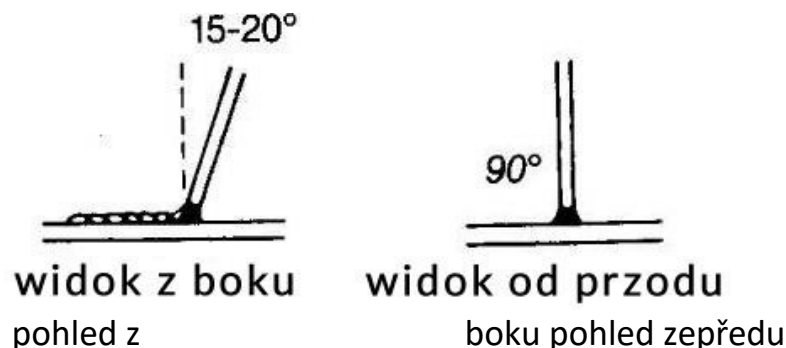 15-20°
90°
widok z boku
widok od przodu
pohled z boku pohled zepředu